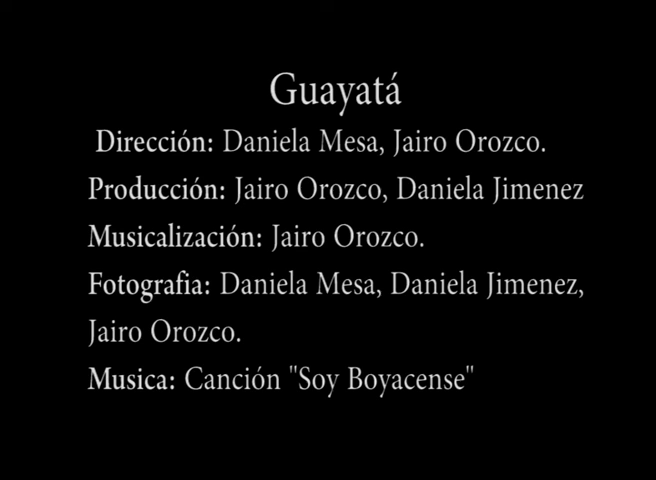 Guayatá
Dirección: Daniela Mesa, Jairo Orozco.
Producción: Jairo Orozco, Daniela Jimenez
Musicalización: Jairo Orozco.
Fotografia: Daniela Mesa, Daniela Jimenez,
Jairo Orozco.
Musica: Canción "Soy Boyacense"